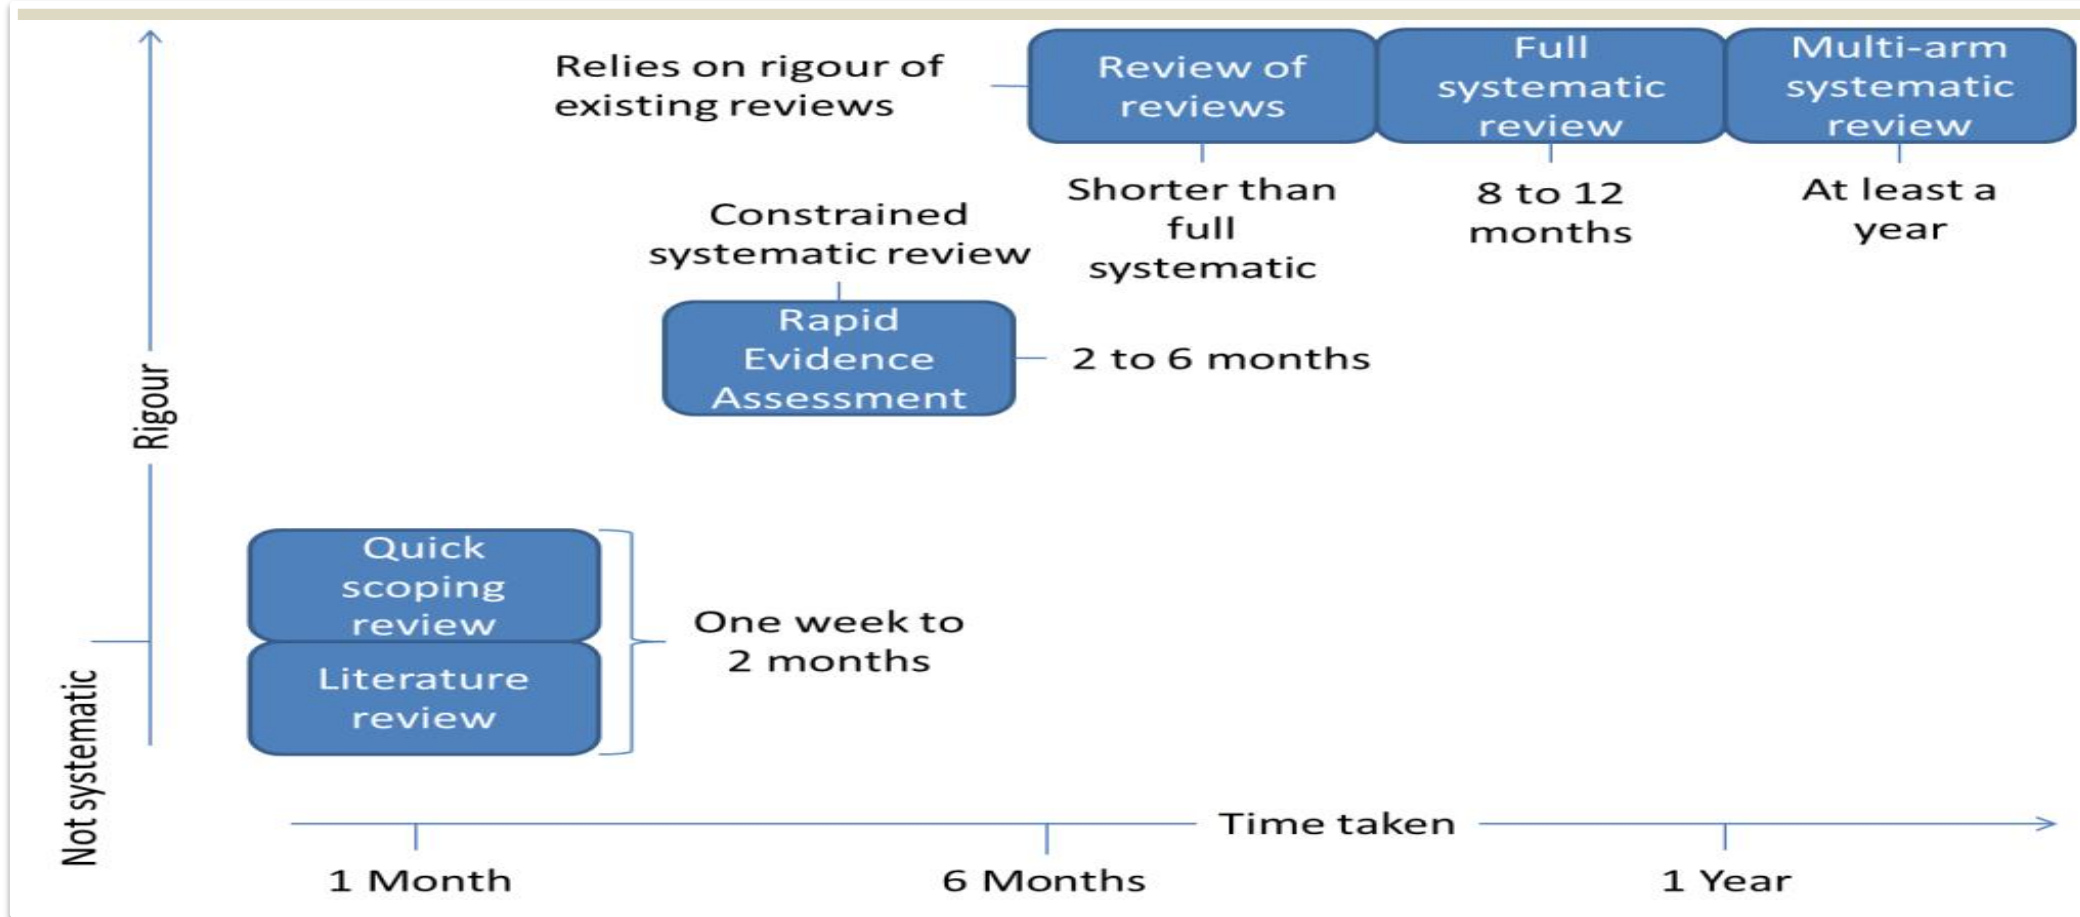 Relies on rigour of
existing reviews
Review of
reviews
Full
systematic
review
Multi-arm
systematic
review
Shorter than
full
systematic
8 to 12
months
At least a
year
Constrained
systematic review
Rapid
Evidence
Assessment
2 to 6 months
Rigour
Quick
scoping
review
Literature
review
One week to
2 months
Not systematic
Time taken
1 Month
6 Months
1 Year